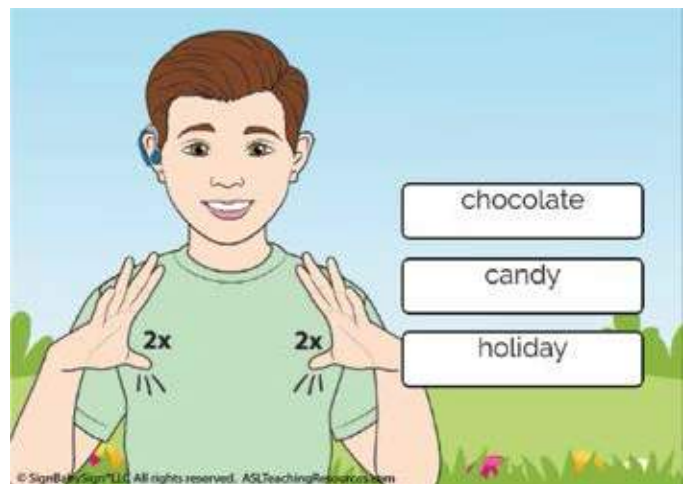 chocolate
candy
2x 2x
holiday
© SignBabySign® LLC All rights reserved. ASLTeachingResources.com